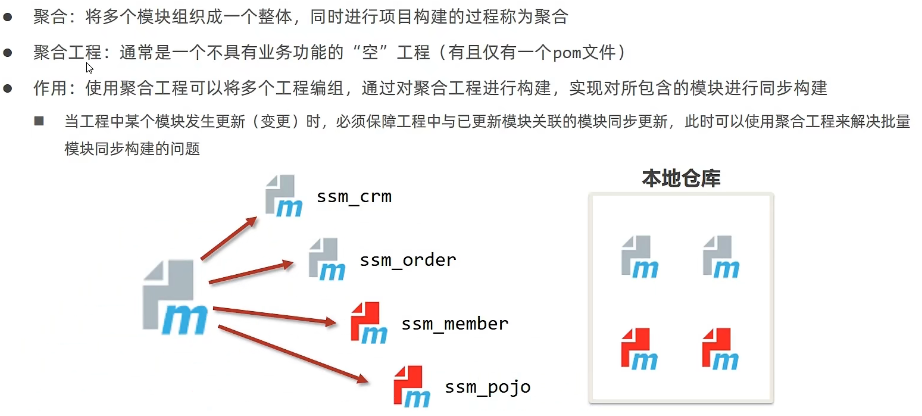 ● 聚合：将多个模块组织成一个整体，同时进行项目构建的过程称为聚合
● 聚合工程：通常是一个不具有业务功能的“空”工程（有且仅有一个pom文件）
● 作用：使用聚合工程可以将多个工程编组，通过对聚合工程进行构建，实现对所包含的模块进行同步构建
■ 当工程中某个模块发生更新（变更）时，必须保障工程中与已更新模块关联的模块同步更新，此时可以使用聚合工程来解决批量
模块同步构建的问题
本地仓库
m ssm_crm
m ssm_order
m
m ssm_member
m ssm_pojo
m m
m m